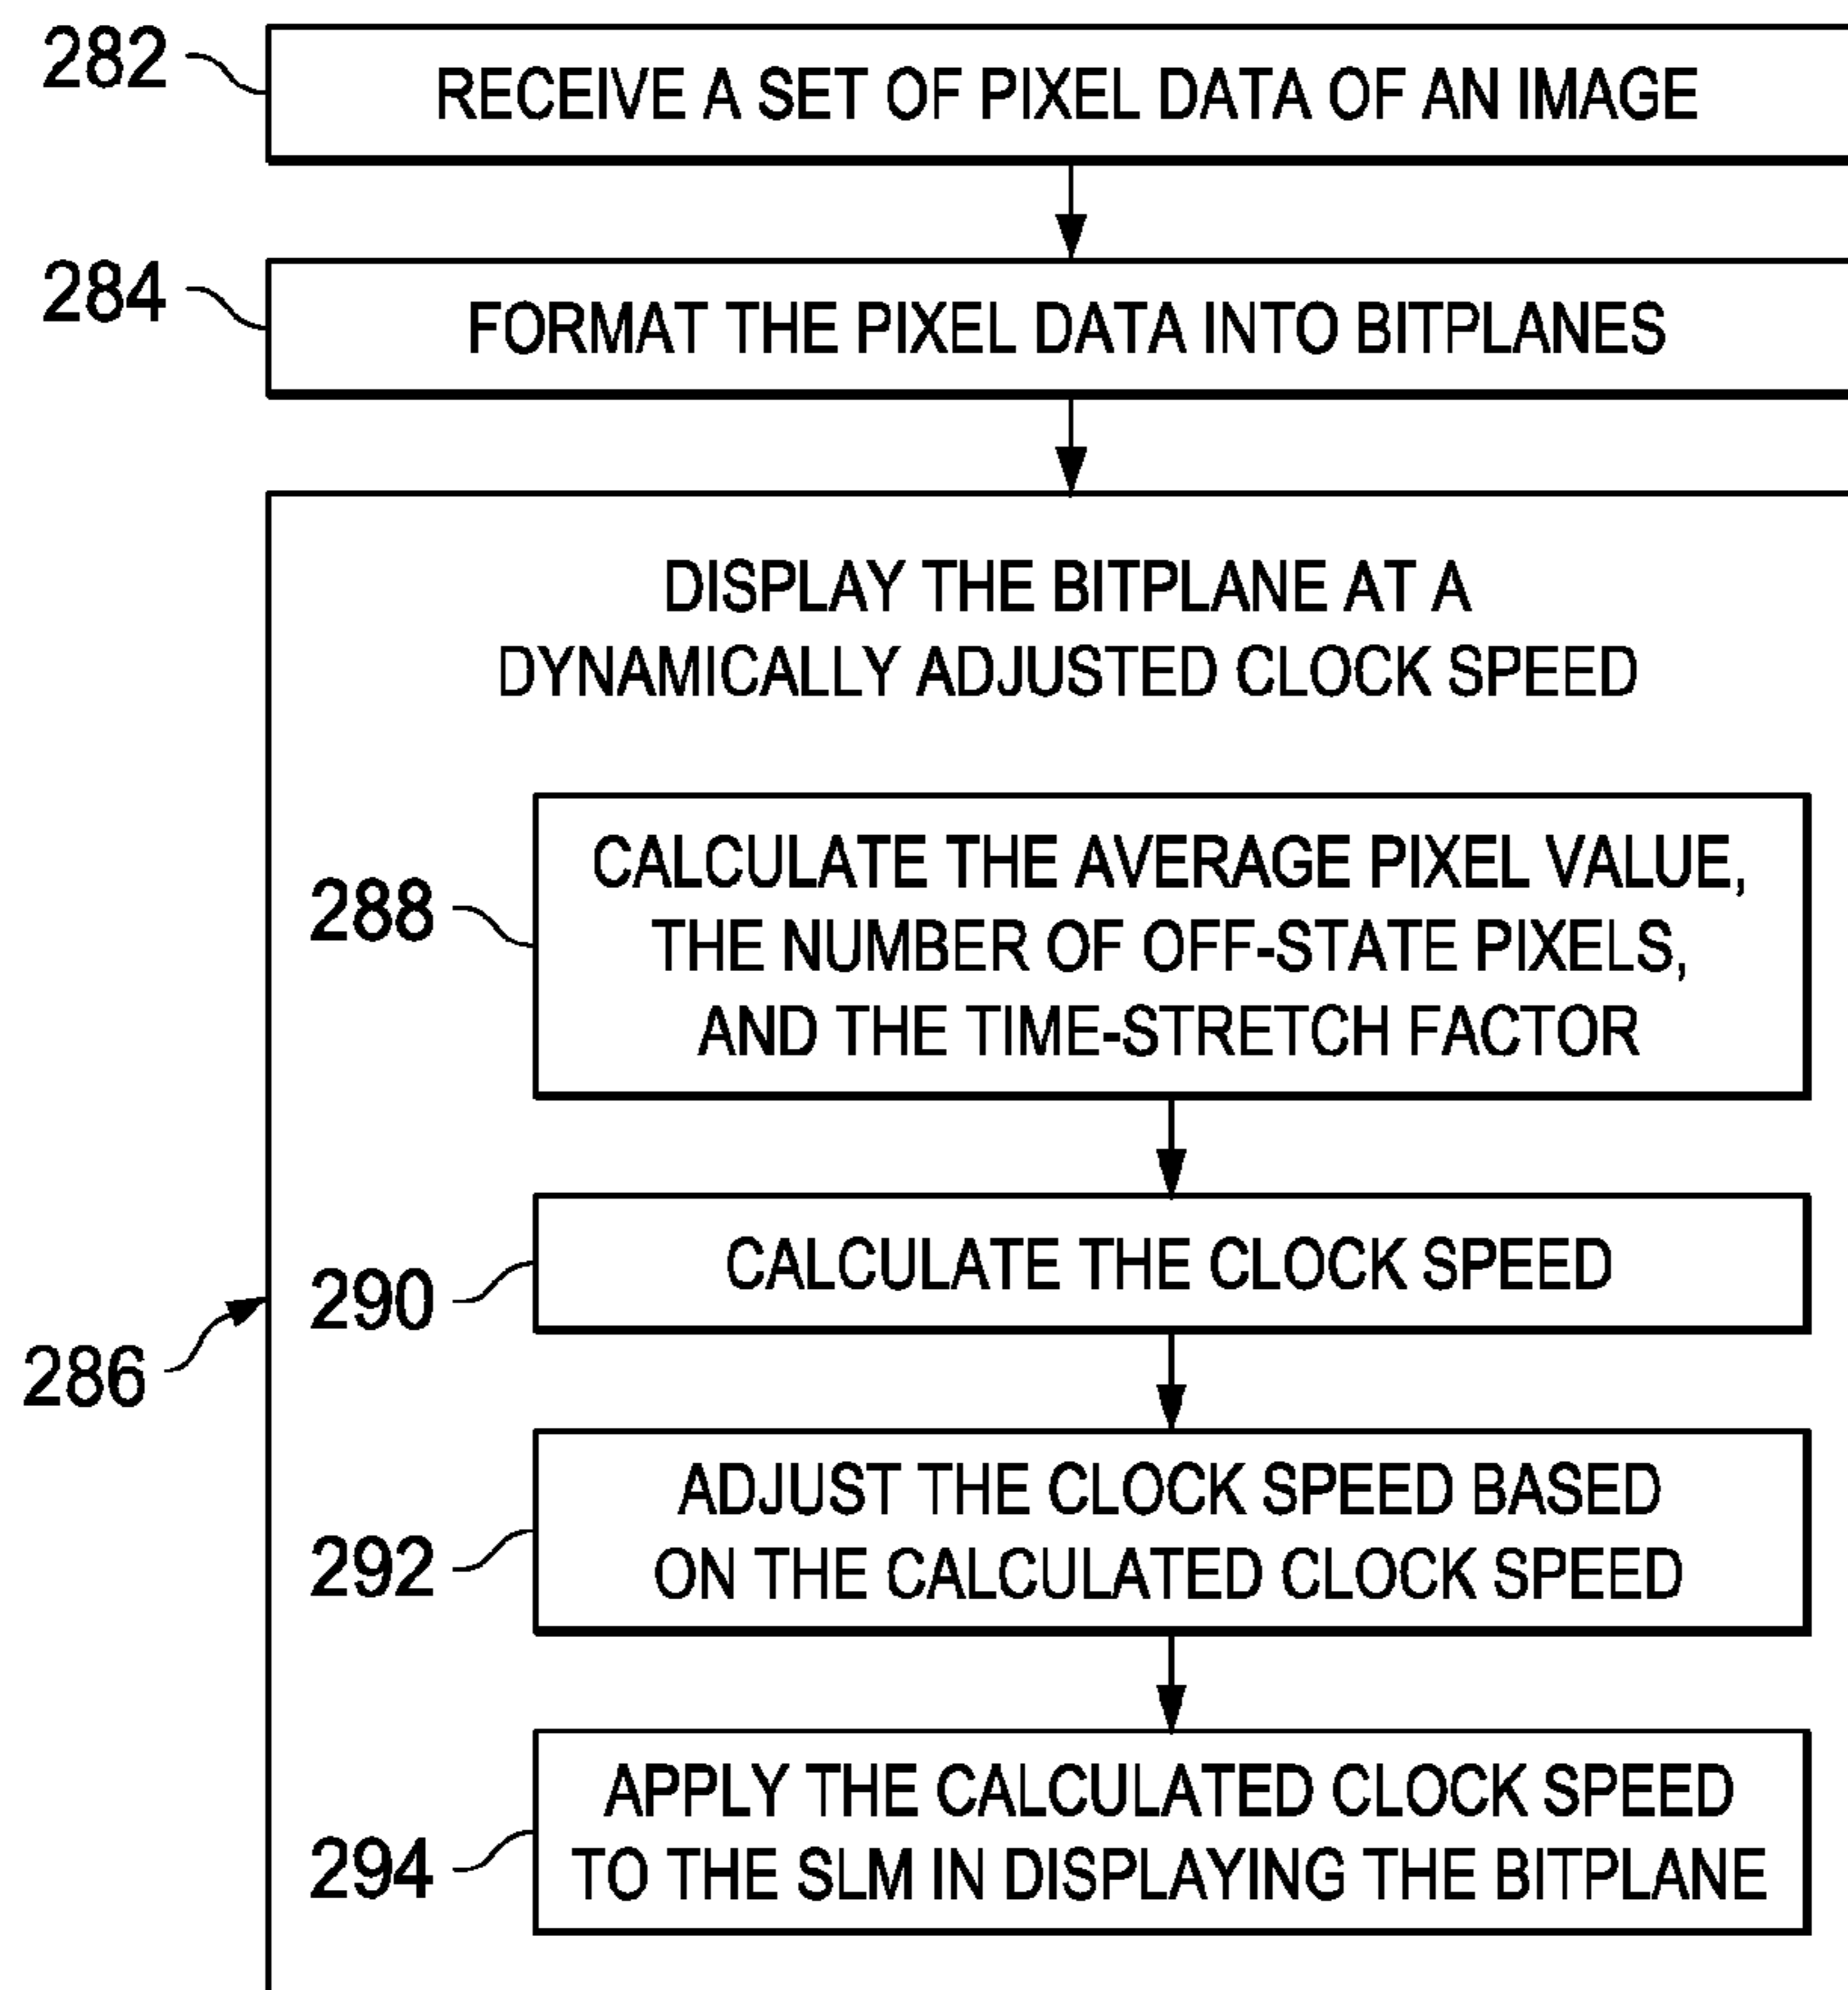 282
RECEIVE A SET OF PIXEL DATA OF AN IMAGE
284
FORMAT THE PIXEL DATA INTO BITPLANES
DISPLAY THE BITPLANE AT A
DYNAMICALLY ADJUSTED CLOCK SPEED
288
CALCULATE THE AVERAGE PIXEL VALUE,
THE NUMBER OF OFF-STATE PIXELS,
AND THE TIME-STRETCH FACTOR
290
CALCULATE THE CLOCK SPEED
286
292
ADJUST THE CLOCK SPEED BASED
ON THE CALCULATED CLOCK SPEED
294
APPLY THE CALCULATED CLOCK SPEED
TO THE SLM IN DISPLAYING THE BITPLANE